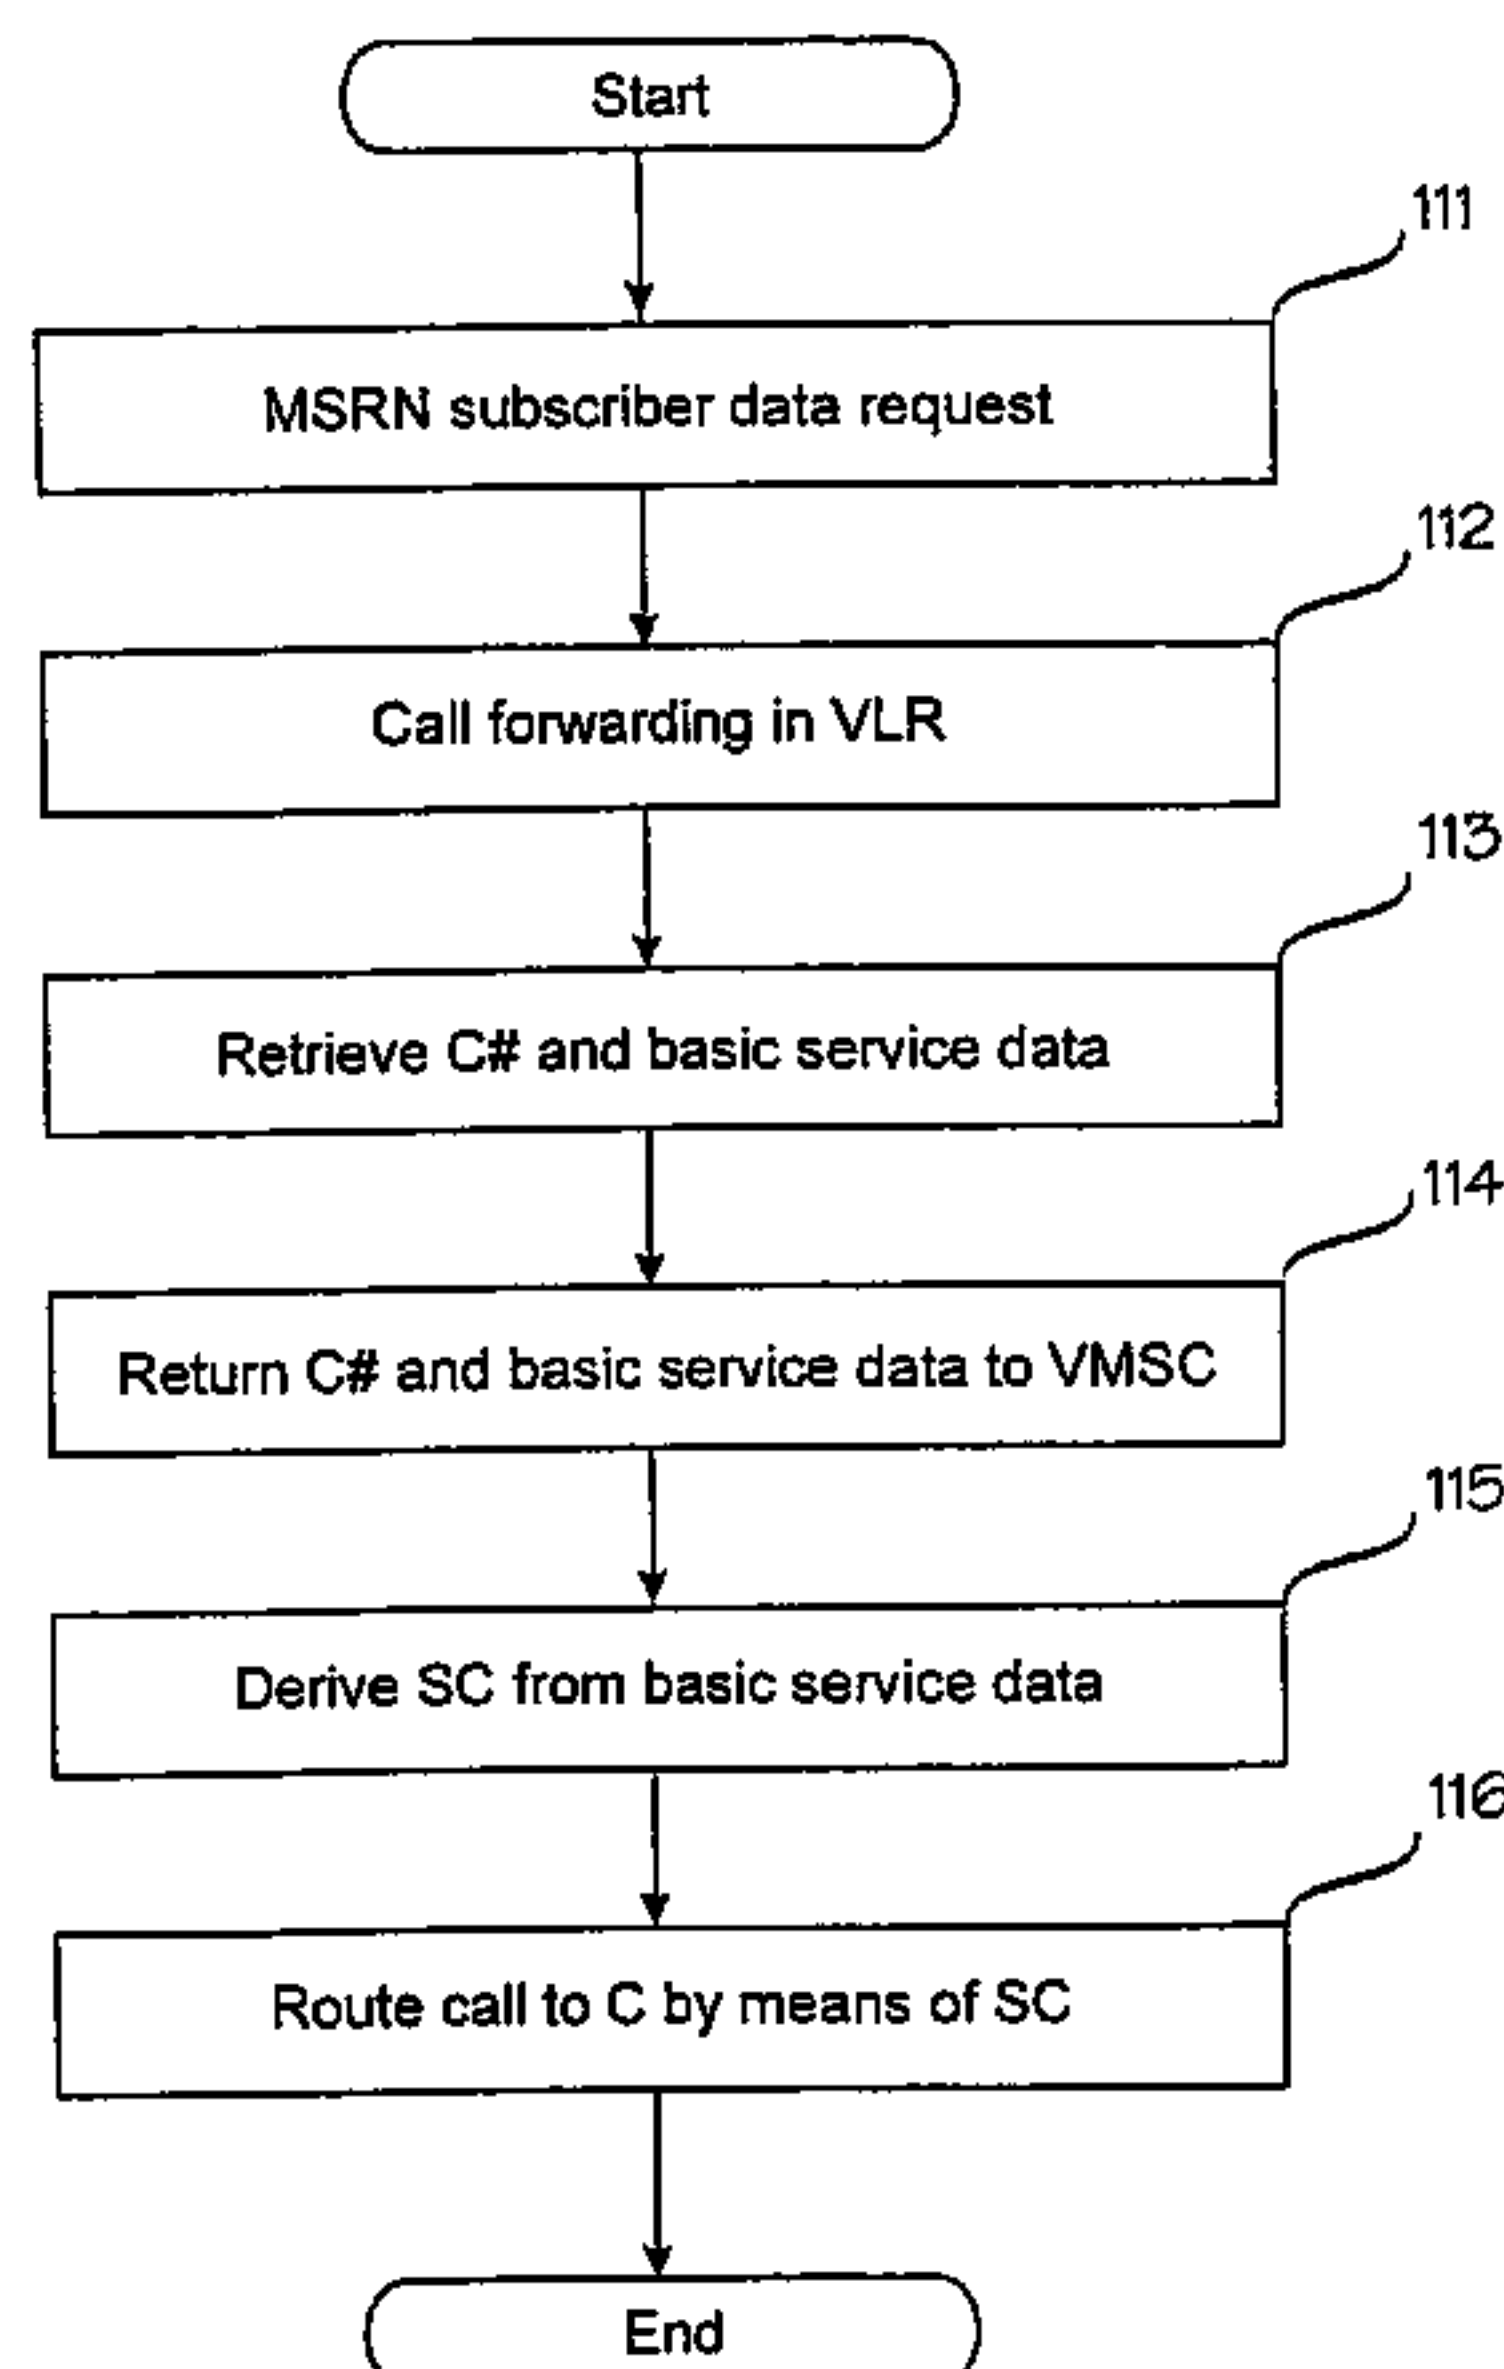 Start
111
MSRN subscriber data request
112
Call forwarding in VLR
113
Retrieve C# and basic service data
114
Return C# and basic service data to VMSC
115
Derive SC from basic service data
116
Route call to C by means of SC
End